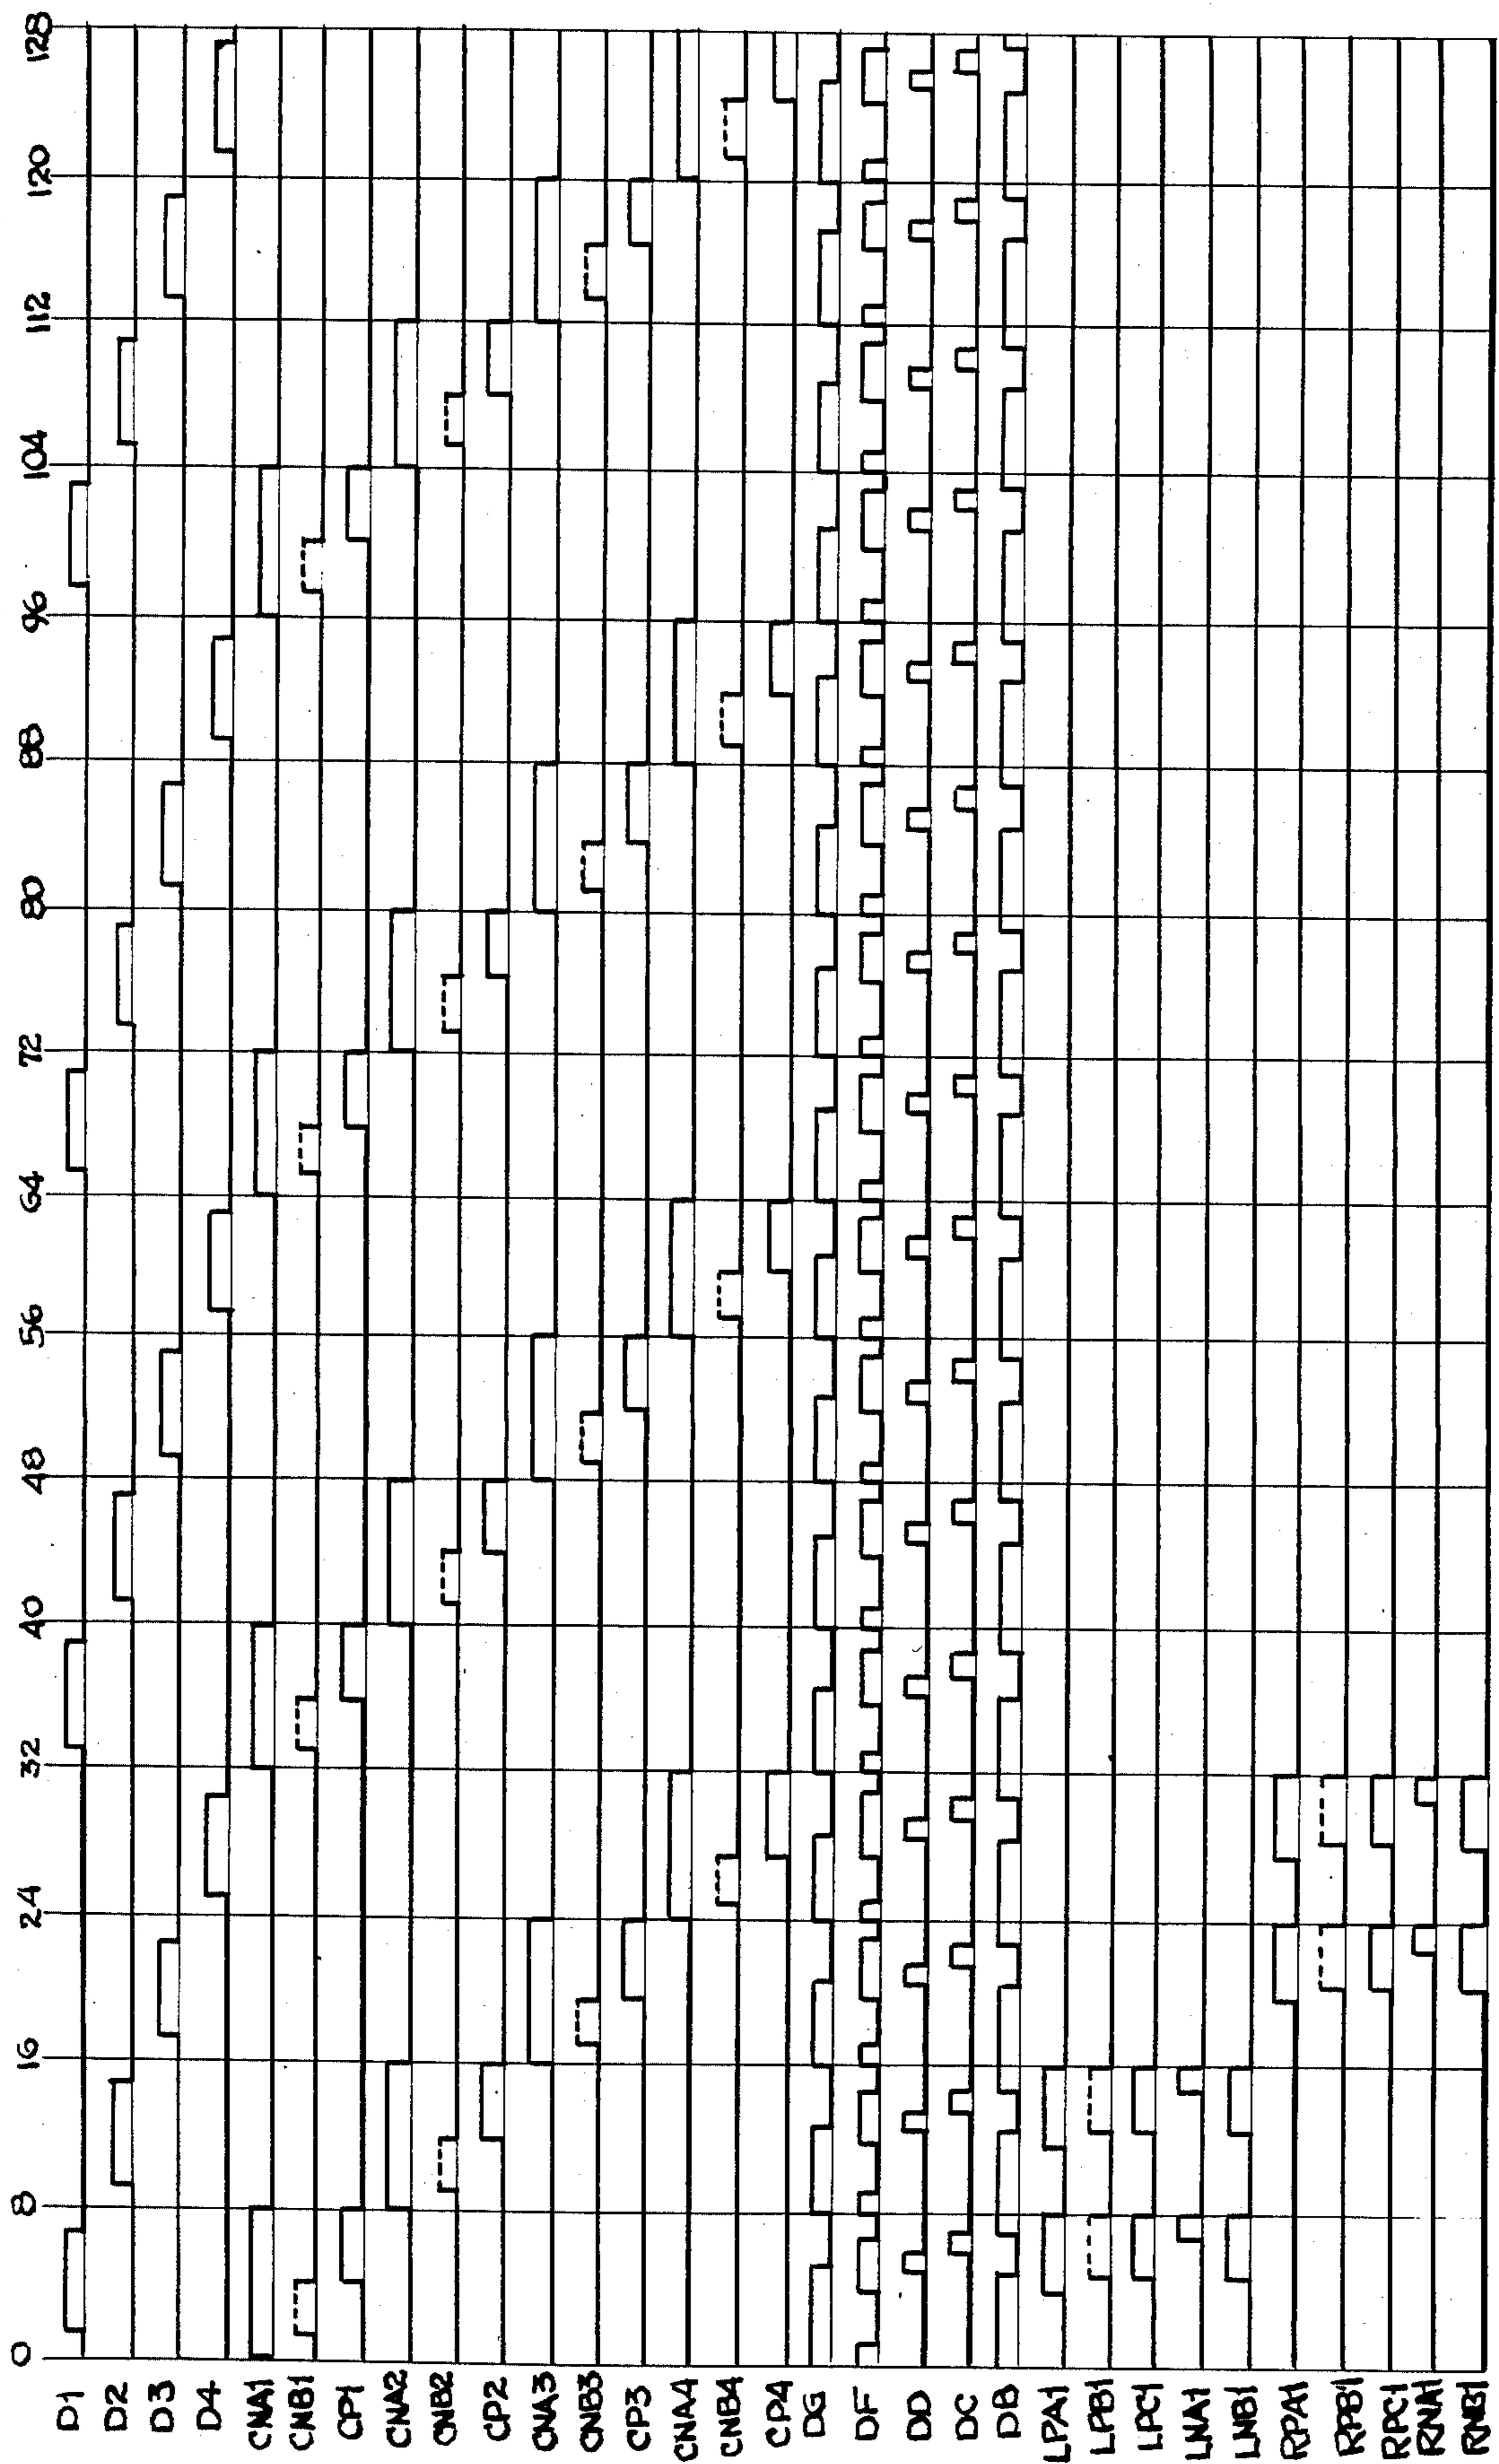 0 8 16 24 32 40 48 56 64 72 80 88 96 104 112 120 128
D1
D2
D3
D4
CNA1
CNB1
CP1
CNA2
CNB2
CP2
CNA3
CNB3
CP3
CNA4
CNB4
CP4
DG
DF
DD
DC
DB
LPA1
LPB1
LPC1
LNA1
LNB1
RPA1
RPB1
RPC1
RNA1
RNB1